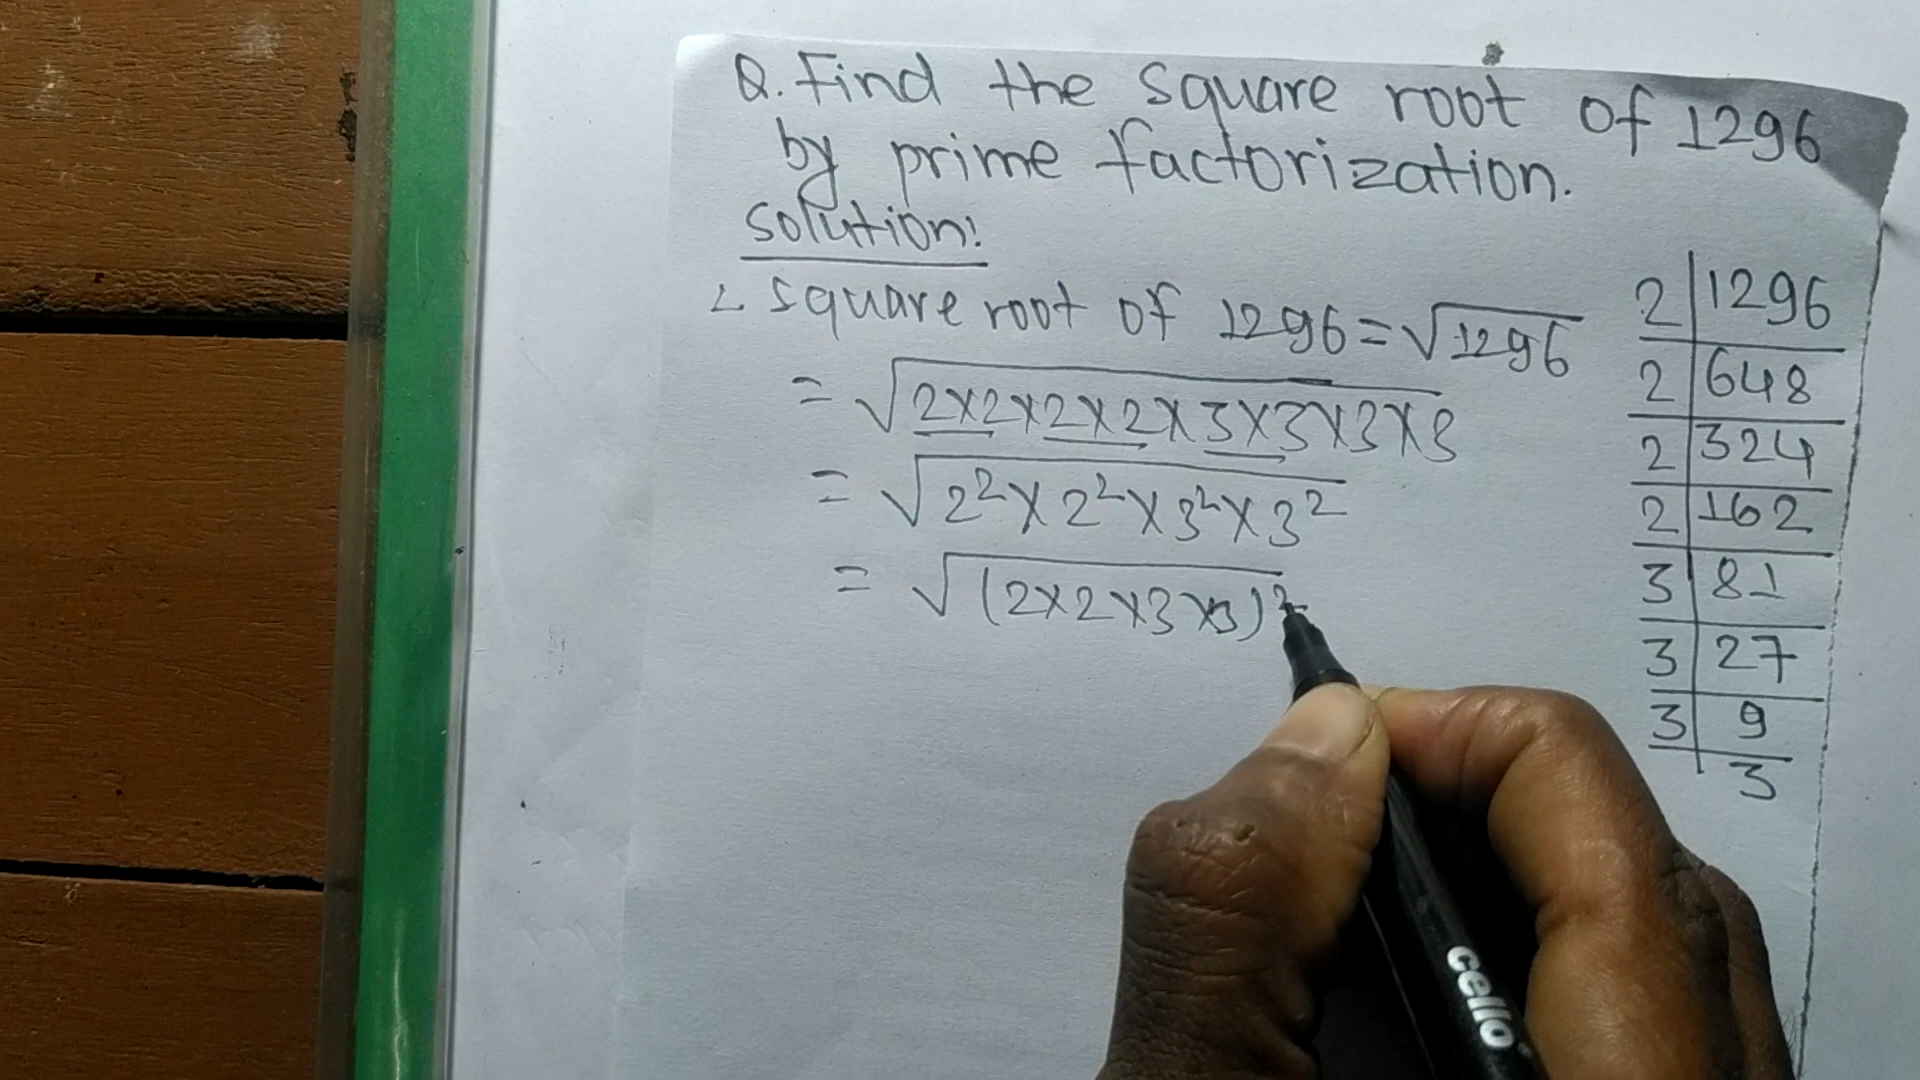 Q. Find the square root of 1296
by prime factorization.
Solution:
∴ square root of 1296 = √1296
= √2×2×2×2×3×3×3×3
= √2²×2²×3²×3²
= √(2×2×3×3)²
2|1296
2|648
2|324
2|162
3|81
3|27
3|9
3
cello